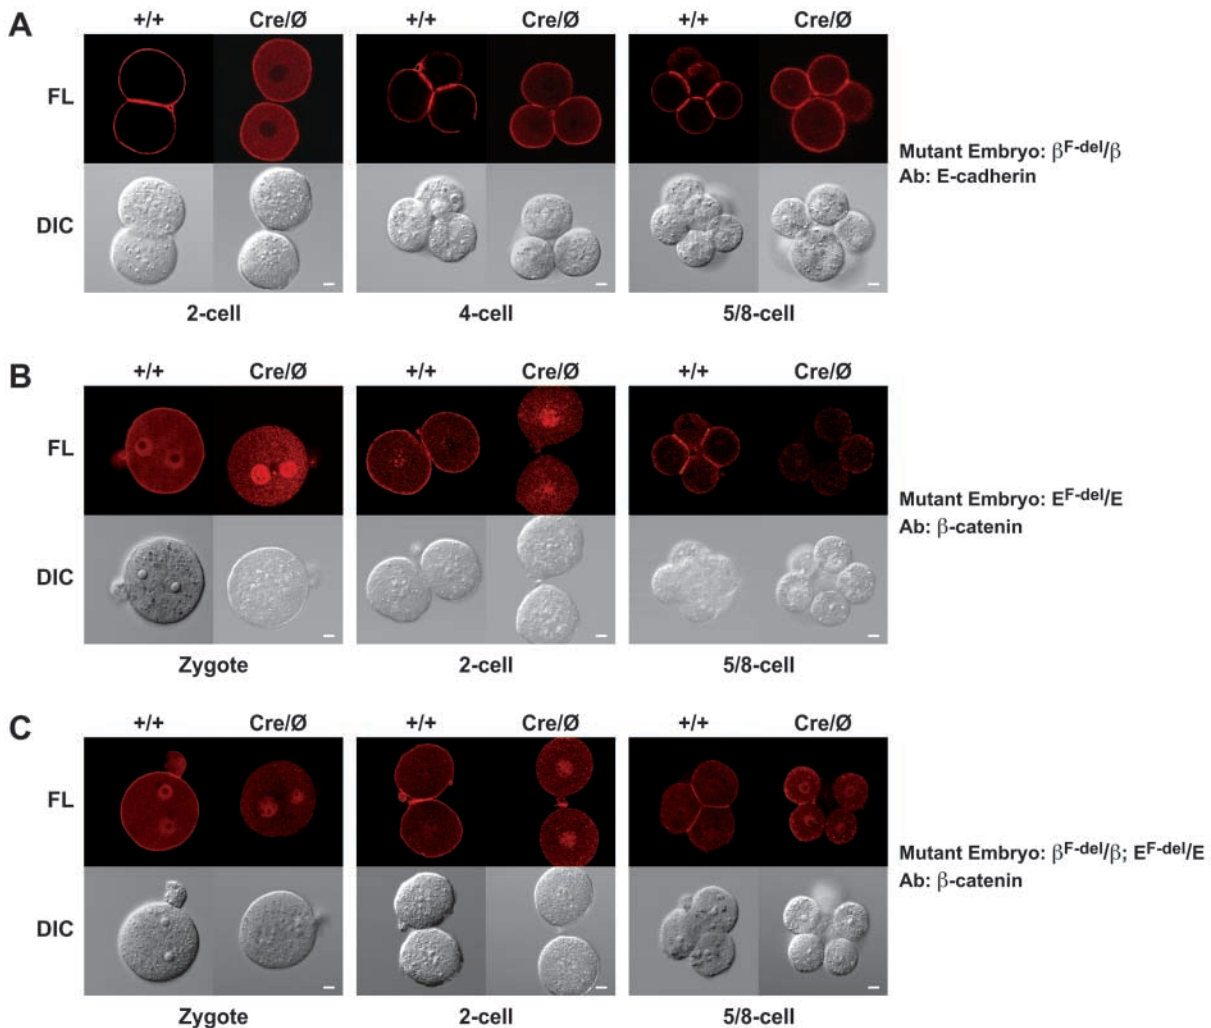 A
+/+ Cre/Ø +/+ Cre/Ø +/+ Cre/Ø
FL
DIC
Mutant Embryo: βF-del/β
Ab: E-cadherin
2-cell 4-cell 5/8-cell
B
+/+ Cre/Ø +/+ Cre/Ø +/+ Cre/Ø
FL
DIC
Mutant Embryo: EF-del/E
Ab: β-catenin
Zygote 2-cell 5/8-cell
C
+/+ Cre/Ø +/+ Cre/Ø +/+ Cre/Ø
FL
DIC
Mutant Embryo: βF-del/β; EF-del/E
Ab: β-catenin
Zygote 2-cell 5/8-cell